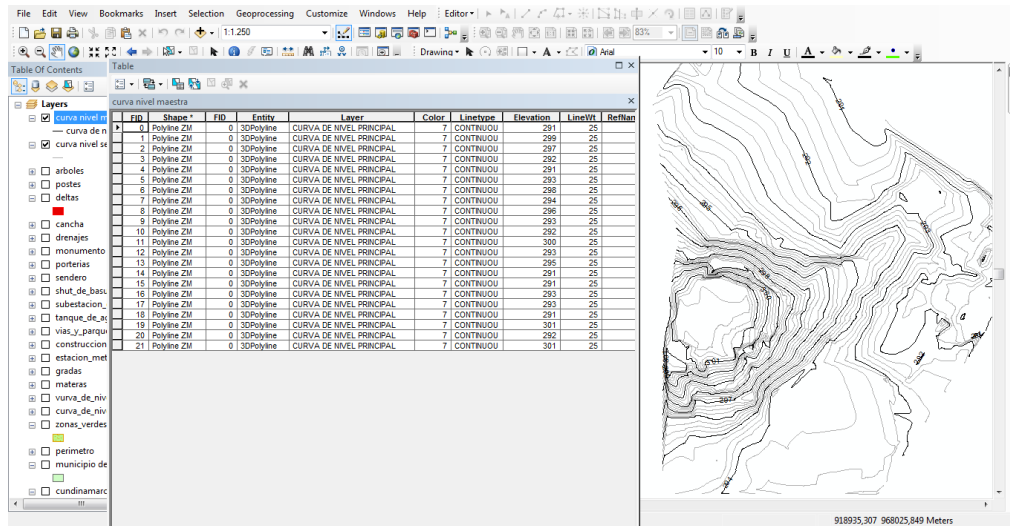 File Edit View Bookmarks Insert Selection Geoprocessing Customize Windows Help Editor
1:1.250 83%
Drawing A Arial 10 B I U A
Table Of Contents
Layers
curva nivel m
curva de n
curva nivel se
arboles
postes
deltas
cancha
drenajes
monumento
porterias
sendero
shut_de_basu
subestacion_
tanque_de_ag
vias_y_parqu
construccion
estacion_met
gradas
materas
vurva_de_niv
curva_de_niv
zonas_verdes
perimetro
municipio de
cundinamarc
Table
curva nivel maestra
FID Shape * FID Entity Layer Color Linetype Elevation LineWt RefNan
0 Polyline ZM 0 3DPolyline CURVA DE NIVEL PRINCIPAL 7 CONTINUOU 291 25
1 Polyline ZM 0 3DPolyline CURVA DE NIVEL PRINCIPAL 7 CONTINUOU 299 25
2 Polyline ZM 0 3DPolyline CURVA DE NIVEL PRINCIPAL 7 CONTINUOU 297 25
3 Polyline ZM 0 3DPolyline CURVA DE NIVEL PRINCIPAL 7 CONTINUOU 292 25
4 Polyline ZM 0 3DPolyline CURVA DE NIVEL PRINCIPAL 7 CONTINUOU 291 25
5 Polyline ZM 0 3DPolyline CURVA DE NIVEL PRINCIPAL 7 CONTINUOU 293 25
6 Polyline ZM 0 3DPolyline CURVA DE NIVEL PRINCIPAL 7 CONTINUOU 298 25
7 Polyline ZM 0 3DPolyline CURVA DE NIVEL PRINCIPAL 7 CONTINUOU 294 25
8 Polyline ZM 0 3DPolyline CURVA DE NIVEL PRINCIPAL 7 CONTINUOU 296 25
9 Polyline ZM 0 3DPolyline CURVA DE NIVEL PRINCIPAL 7 CONTINUOU 293 25
10 Polyline ZM 0 3DPolyline CURVA DE NIVEL PRINCIPAL 7 CONTINUOU 292 25
11 Polyline ZM 0 3DPolyline CURVA DE NIVEL PRINCIPAL 7 CONTINUOU 300 25
12 Polyline ZM 0 3DPolyline CURVA DE NIVEL PRINCIPAL 7 CONTINUOU 293 25
13 Polyline ZM 0 3DPolyline CURVA DE NIVEL PRINCIPAL 7 CONTINUOU 295 25
14 Polyline ZM 0 3DPolyline CURVA DE NIVEL PRINCIPAL 7 CONTINUOU 291 25
15 Polyline ZM 0 3DPolyline CURVA DE NIVEL PRINCIPAL 7 CONTINUOU 291 25
16 Polyline ZM 0 3DPolyline CURVA DE NIVEL PRINCIPAL 7 CONTINUOU 293 25
17 Polyline ZM 0 3DPolyline CURVA DE NIVEL PRINCIPAL 7 CONTINUOU 293 25
18 Polyline ZM 0 3DPolyline CURVA DE NIVEL PRINCIPAL 7 CONTINUOU 291 25
19 Polyline ZM 0 3DPolyline CURVA DE NIVEL PRINCIPAL 7 CONTINUOU 301 25
20 Polyline ZM 0 3DPolyline CURVA DE NIVEL PRINCIPAL 7 CONTINUOU 292 25
21 Polyline ZM 0 3DPolyline CURVA DE NIVEL PRINCIPAL 7 CONTINUOU 301 25
291
292
295
293
298
300
301
292
297
291
918935,307 968025,849 Meters